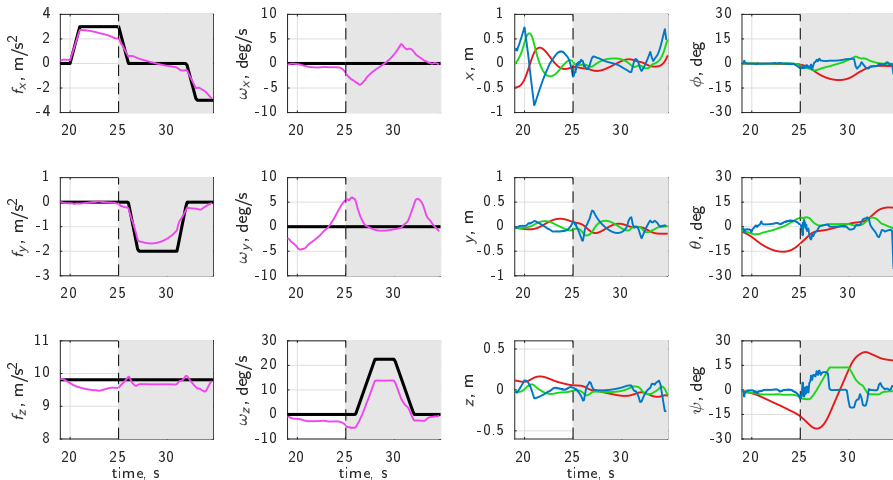 4
2
0
-2
-4
f_x, m/s²
20 25 30
10
5
0
-5
-10
ω_x, deg/s
20 25 30
1
0.5
0
-0.5
-1
x, m
20 25 30
30
15
0
-15
-30
ϕ, deg
20 25 30
1
0
-1
-2
-3
f_y, m/s²
20 25 30
10
5
0
-5
-10
ω_y, deg/s
20 25 30
1
0.5
0
-0.5
-1
y, m
20 25 30
30
15
0
-15
-30
θ, deg
20 25 30
11
10
9
8
f_z, m/s²
20 25 30
time, s
30
20
10
0
-10
ω_z, deg/s
20 25 30
time, s
0.5
0
-0.5
z, m
20 25 30
time, s
30
15
0
-15
-30
ψ, deg
20 25 30
time, s